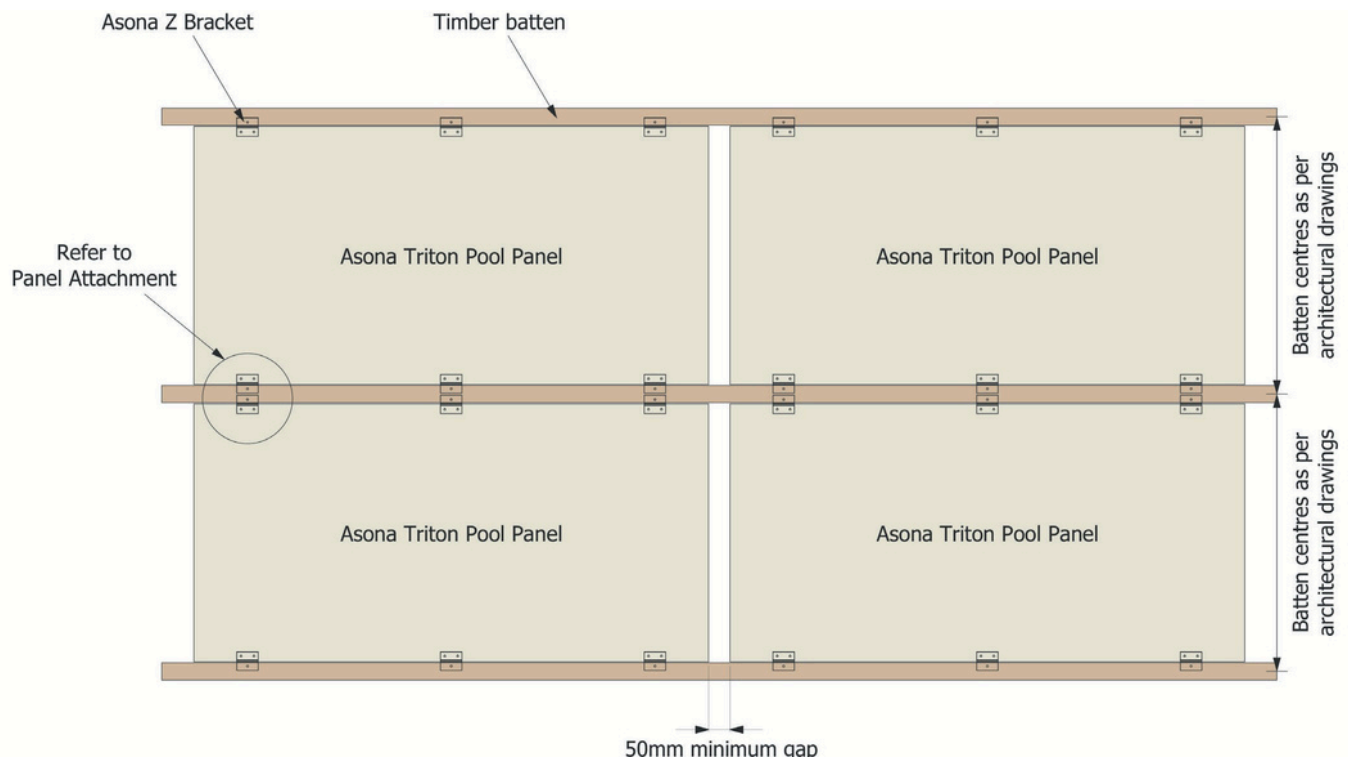 Asona Z Bracket
Timber batten
Refer to
Panel Attachment
Asona Triton Pool Panel
Asona Triton Pool Panel
Batten centres as per
architectural drawings
Asona Triton Pool Panel
Asona Triton Pool Panel
Batten centres as per
architectural drawings
50mm minimum gap